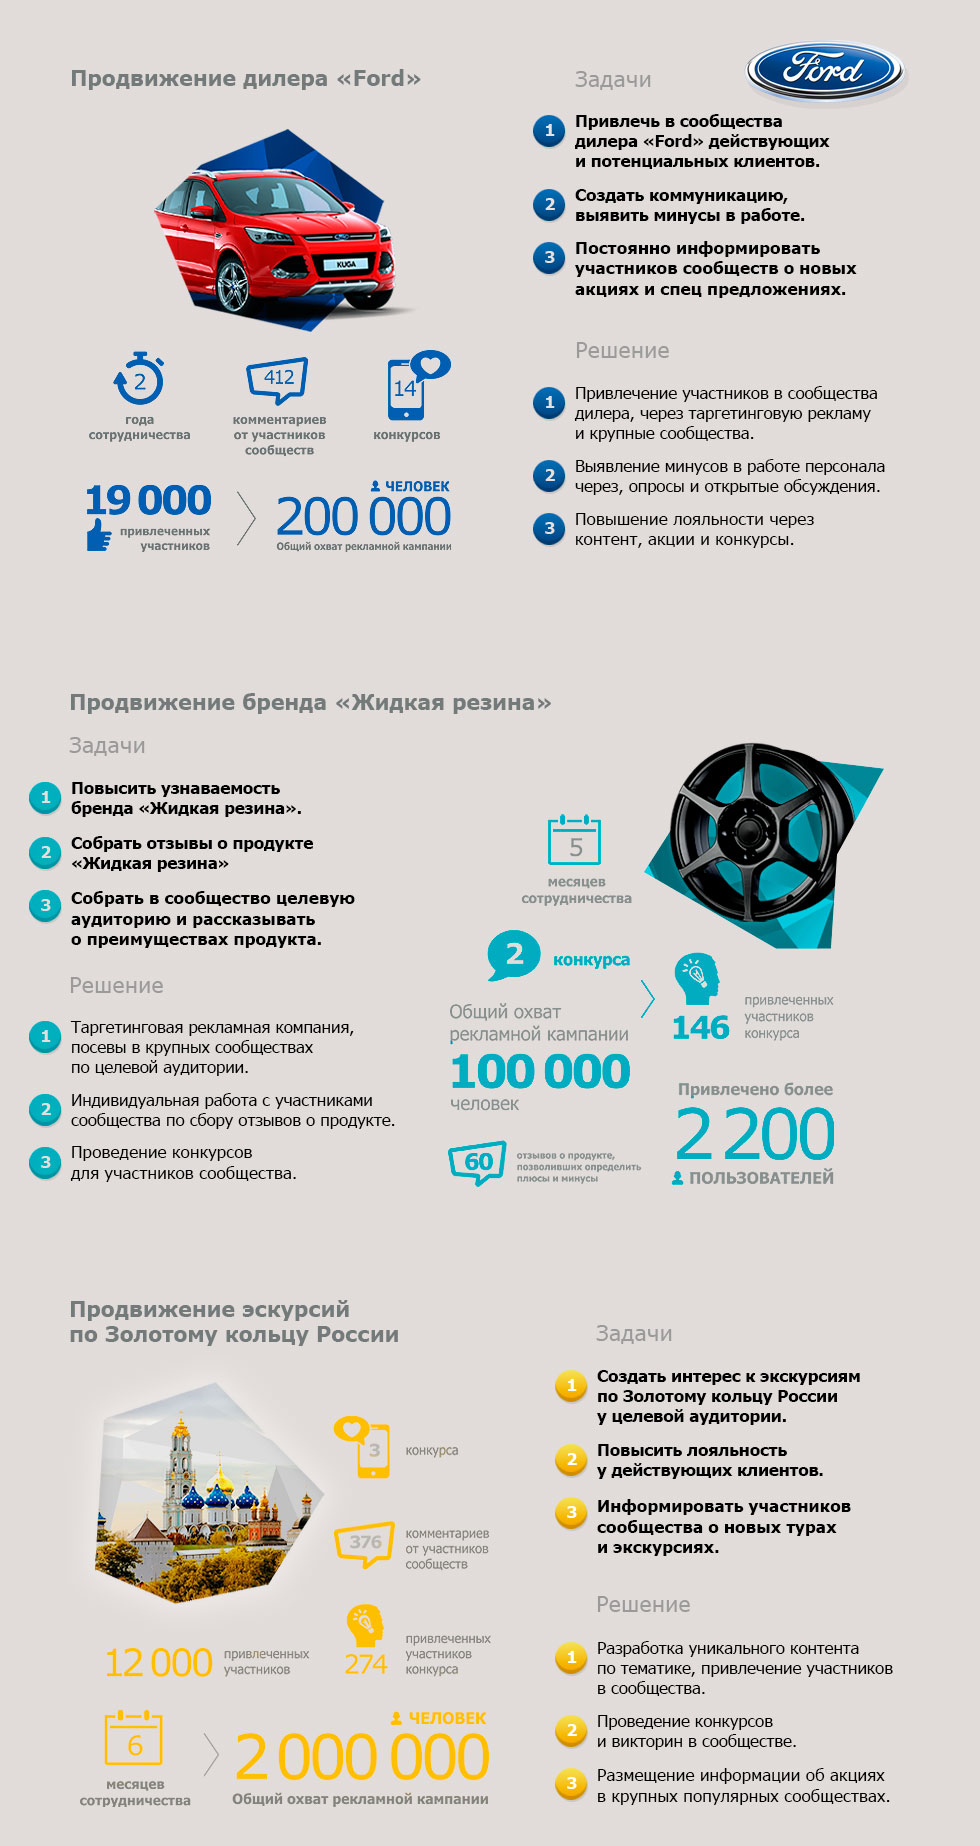 Продвижение дилера «Ford»
Ford
KUGA
2
года
сотрудничества
412
комментариев
от участников
сообществ
14
конкурсов
19 000
привлеченных
участников
ЧЕЛОВЕК
200 000
Общий охват рекламной кампании
Задачи
1
Привлечь в сообщества
дилера «Ford» действующих
и потенциальных клиентов.
2
Создать коммуникацию,
выявить минусы в работе.
3
Постоянно информировать
участников сообществ о новых
акциях и спец предложениях.
Решение
1
Привлечение участников в сообщества
дилера, через таргетинговую рекламу
и крупные сообщества.
2
Выявление минусов в работе персонала
через, опросы и открытые обсуждения.
3
Повышение лояльности через
контент, акции и конкурсы.
Продвижение бренда «Жидкая резина»
Задачи
1
Повысить узнаваемость
бренда «Жидкая резина».
2
Собрать отзывы о продукте
«Жидкая резина»
3
Собрать в сообщество целевую
аудиторию и рассказывать
о преимуществах продукта.
Решение
1
Таргетинговая рекламная компания,
посевы в крупных сообществах
по целевой аудитории.
2
Индивидуальная работа с участниками
сообщества по сбору отзывов о продукте.
3
Проведение конкурсов
для участников сообщества.
5
месяцев
сотрудничества
2
конкурса
Общий охват
рекламной кампании
100 000
человек
60
отзывов о продукте,
позволивших определить
плюсы и минусы
146
привлеченных
участников
конкурса
Привлечено более
2 200
ПОЛЬЗОВАТЕЛЕЙ
Продвижение эскурсий
по Золотому кольцу России
3
конкурса
376
комментариев
от участников
сообществ
12 000
привлеченных
участников
274
привлеченных
участников
конкурса
6
месяцев
сотрудничества
ЧЕЛОВЕК
2 000 000
Общий охват рекламной кампании
Задачи
1
Создать интерес к экскурсиям
по Золотому кольцу России
у целевой аудитории.
2
Повысить лояльность
у действующих клиентов.
3
Информировать участников
сообщества о новых турах
и экскурсиях.
Решение
1
Разработка уникального контента
по тематике, привлечение участников
в сообщества.
2
Проведение конкурсов
и викторин в сообществе.
3
Размещение информации об акциях
в крупных популярных сообществах.